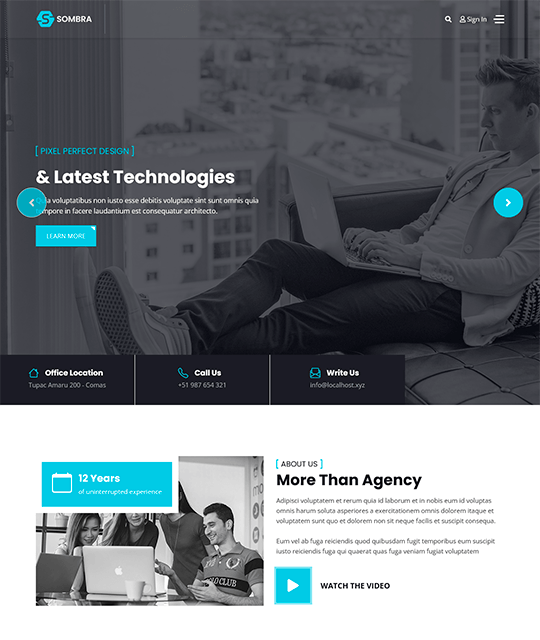 SOMBRA
Sign In
[ PIXEL PERFECT DESIGN ]
& Latest Technologies
voluptatibus non iusto esse debitis voluptate sint sunt omnis quia
tempore in facere laudantium est consequatur architecto.
LEARN MORE
Office Location
Tupac Amaru 200 - Comas
Call Us
+51 987 654 321
Write Us
info@localhost.xyz
12 Years
of uninterrupted experience
[ ABOUT US ]
More Than Agency
Adipisci voluptatem et rerum quia id laborum et in nobis eum id voluptas
omnis harum soluta asperiores a exercitationem omnis dolorem itaque et
voluptatem sunt quo et dolorem non sit neque facilis et suscipit consequa.
Eum vel ab fuga reiciendis quod quibusdam fugit temporibus eum suscipit
iusto reiciendis fuga qui quaerat quas fuga veniam fugiat voluptatem
WATCH THE VIDEO
POLO CLUB